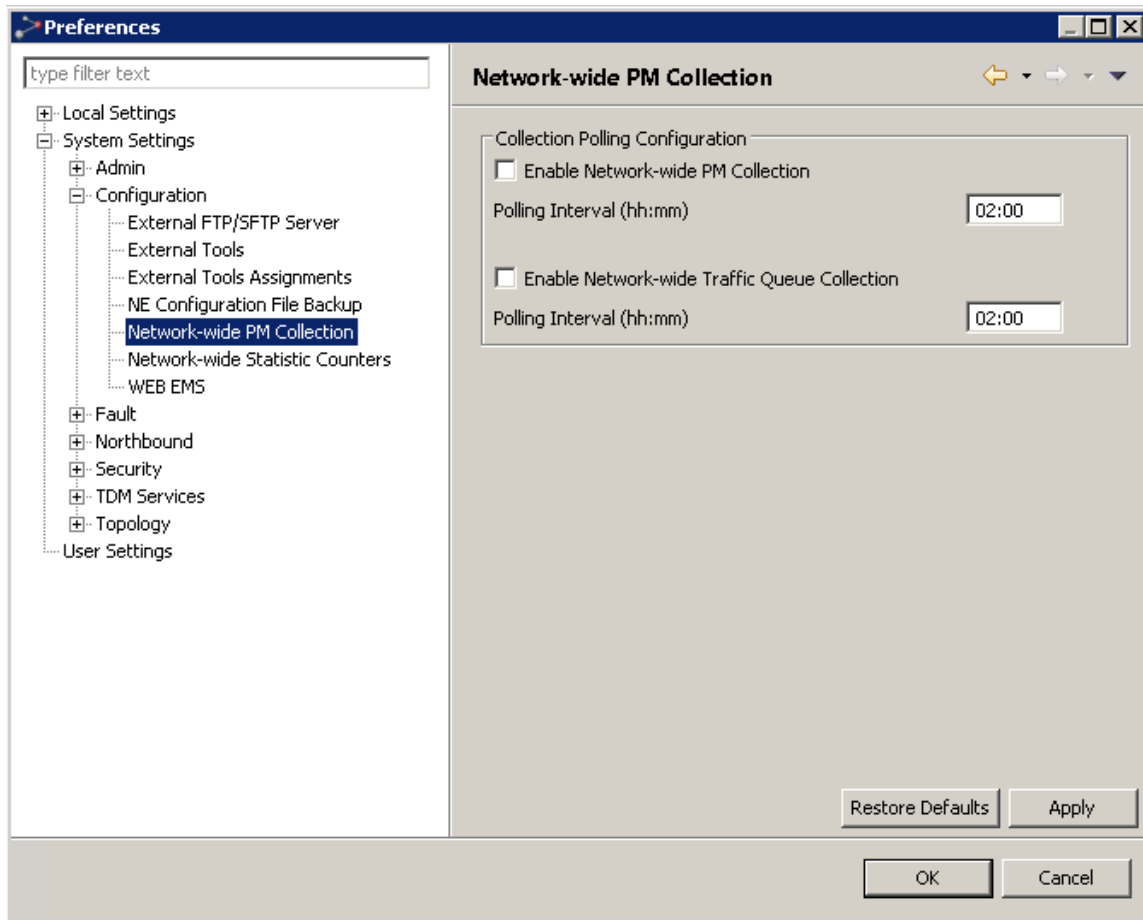 Preferences
type filter text
Local Settings
System Settings
Admin
Configuration
External FTP/SFTP Server
External Tools
External Tools Assignments
NE Configuration File Backup
Network-wide PM Collection
Network-wide Statistic Counters
WEB EMS
Fault
Northbound
Security
TDM Services
Topology
User Settings
Network-wide PM Collection
Collection Polling Configuration
Enable Network-wide PM Collection
Polling Interval (hh:mm) 02:00
Enable Network-wide Traffic Queue Collection
Polling Interval (hh:mm) 02:00
Restore Defaults Apply
OK Cancel